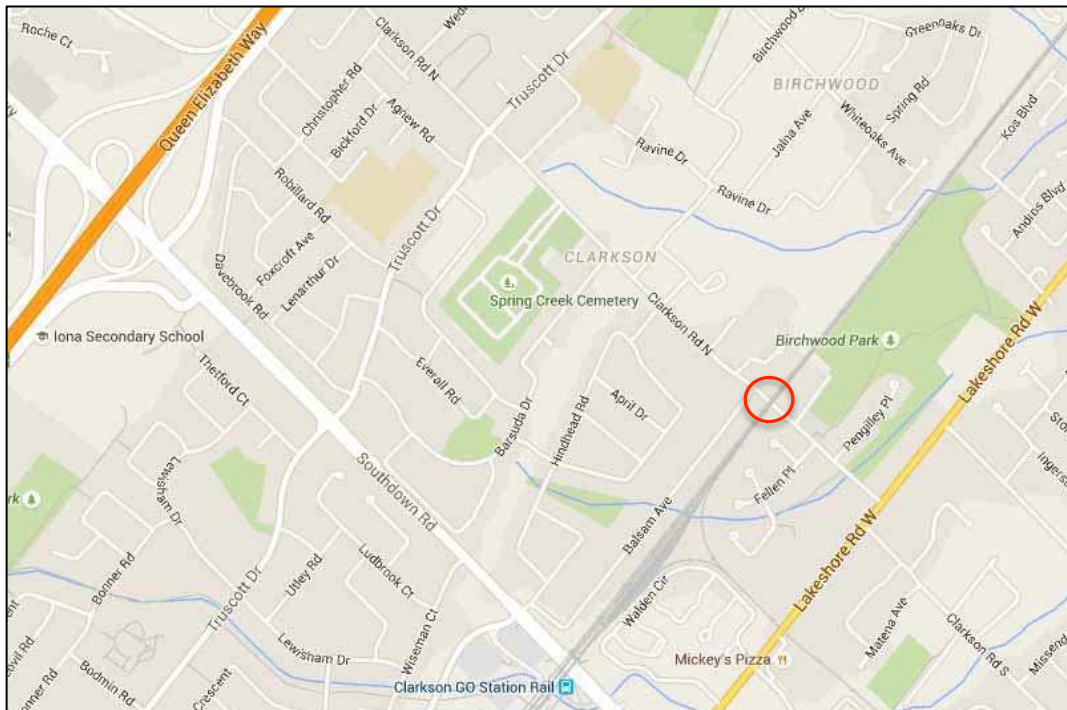 Roche Ct
Queen Elizabeth Way
Christopher Rd
Bickford Dr
Agnew Rd
Clarkson Rd N
Truscott Dr
Birchwood
Greenoaks Dr
BIRCHWOOD
Spring Rd
Kos Blvd
Whiteoaks Ave
Jalna Ave
Ravine Dr
Ravine Dr
Andros Blvd
Robillard Rd
Foxcroft Ave
Lenarthur Dr
Davebrook Rd
Truscott Dr
CLARKSON
Spring Creek Cemetery
Clarkson Rd N
Birchwood Park
Lakeshore Rd W
Iona Secondary School
Thetford Ct
Everall Rd
Barsuda Dr
Hindhead Rd
April Dr
Pengilley Pl
Fellen Pl
Southdown Rd
Lewisham Dr
Balsam Ave
Bonner Rd
Utley Rd
Ludbrook Ct
Truscott Dr
Lewisham Dr
Wiseman Ct
Walden Cir
Lakeshore Rd W
Matena Ave
Clarkson Rd S
Mickey's Pizza
Bodmin Rd
Crescent
Clarkson GO Station Rail